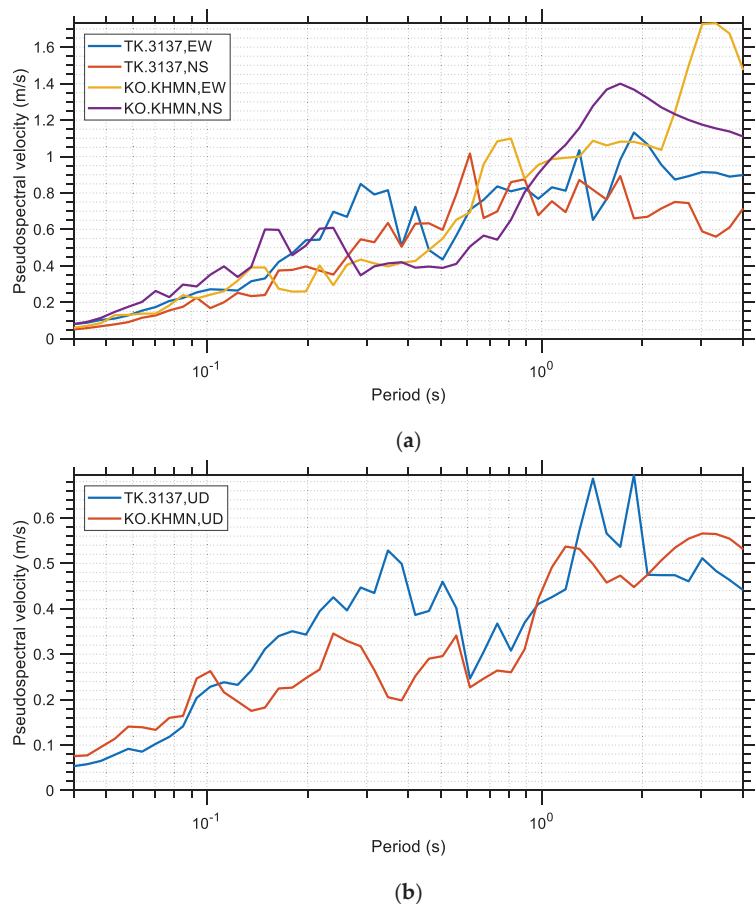 TK.3137,EW
TK.3137,NS
KO.KHMN,EW
KO.KHMN,NS
Pseudospectral velocity (m/s)
1.6
1.4
1.2
1
0.8
0.6
0.4
0.2
0
10⁻¹
10⁰
Period (s)
(a)
TK.3137,UD
KO.KHMN,UD
Pseudospectral velocity (m/s)
0.6
0.5
0.4
0.3
0.2
0.1
0
10⁻¹
10⁰
Period (s)
(b)